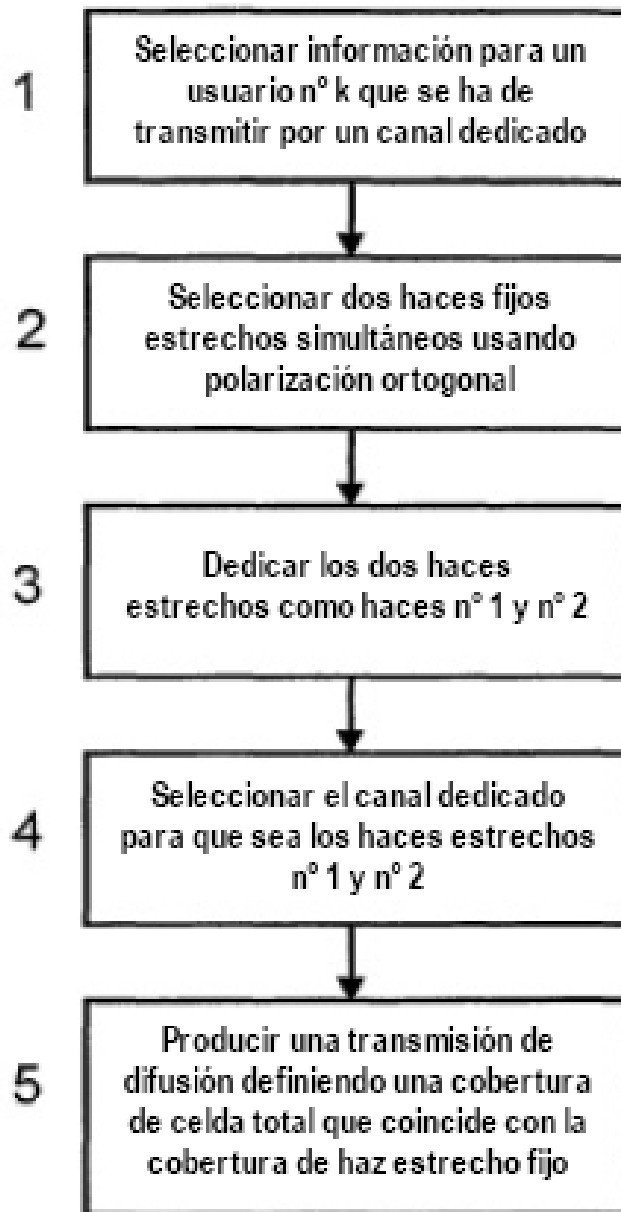 1
Seleccionar información para un
usuario nº k que se ha de
transmitir por un canal dedicado
2
Seleccionar dos haces fijos
estrechos simultáneos usando
polarización ortogonal
3
Dedicar los dos haces
estrechos como haces nº 1 y nº 2
4
Seleccionar el canal dedicado
para que sea los haces estrechos
nº 1 y nº 2
5
Producir una transmisión de
difusión definiendo una cobertura
de celda total que coincide con la
cobertura de haz estrecho fijo